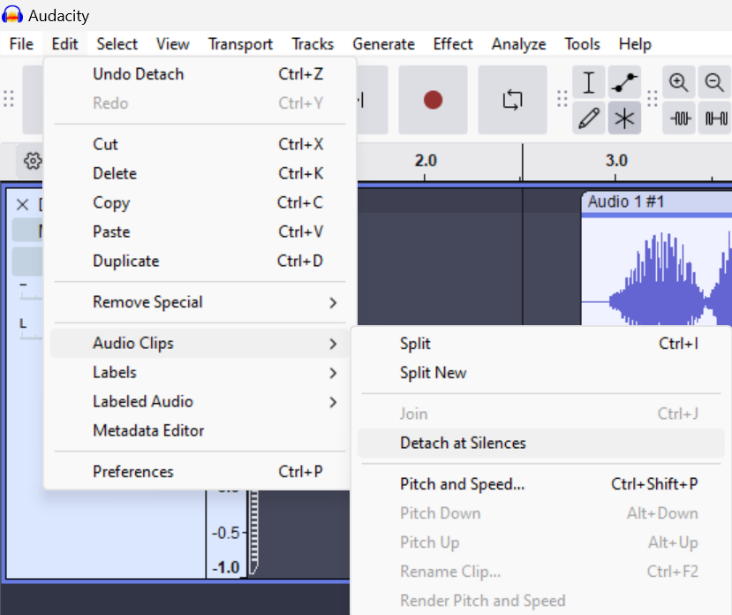 Audacity
File Edit Select View Transport Tracks Generate Effect Analyze Tools Help
2.0 3.0
Audio 1 #1
L
-0.5
-1.0
Undo Detach Ctrl+Z
Redo Ctrl+Y
Cut Ctrl+X
Delete Ctrl+K
Copy Ctrl+C
Paste Ctrl+V
Duplicate Ctrl+D
Remove Special
Audio Clips
Labels
Labeled Audio
Metadata Editor
Preferences Ctrl+P
Split Ctrl+I
Split New
Join Ctrl+J
Detach at Silences
Pitch and Speed... Ctrl+Shift+P
Pitch Down Alt+Down
Pitch Up Alt+Up
Rename Clip... Ctrl+F2
Render Pitch and Speed